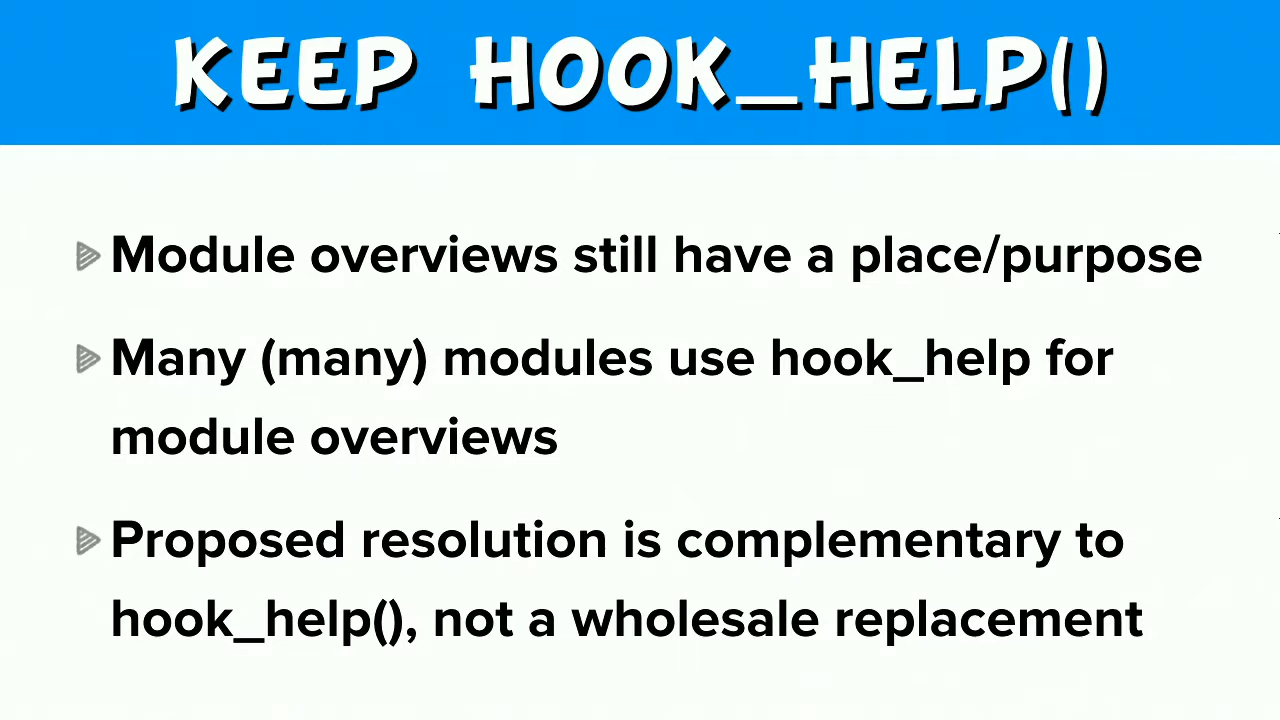 KEEP HOOK_HELP()
Module overviews still have a place/purpose
Many (many) modules use hook_help for
module overviews
Proposed resolution is complementary to
hook_help(), not a wholesale replacement